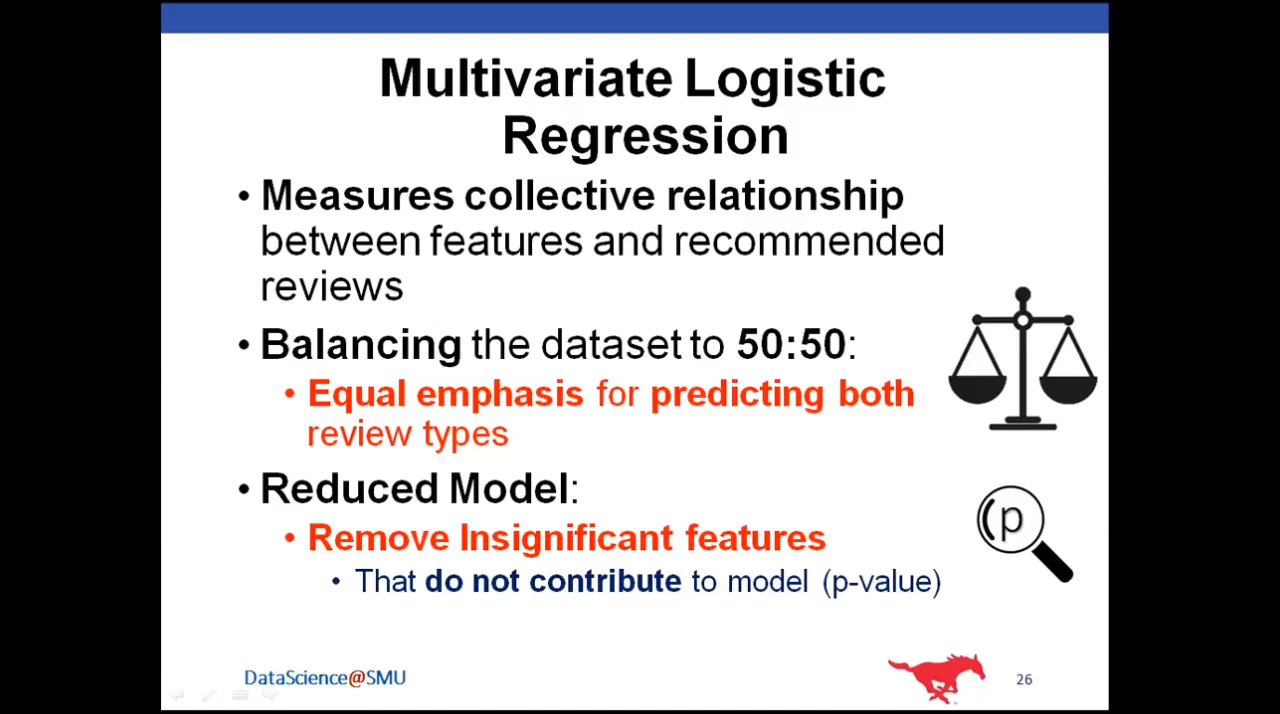 Multivariate Logistic
Regression
• Measures collective relationship
between features and recommended
reviews
• Balancing the dataset to 50:50:
• Equal emphasis for predicting both
review types
• Reduced Model:
• Remove Insignificant features
• That do not contribute to model (p-value)
(p
DataScience@SMU
26